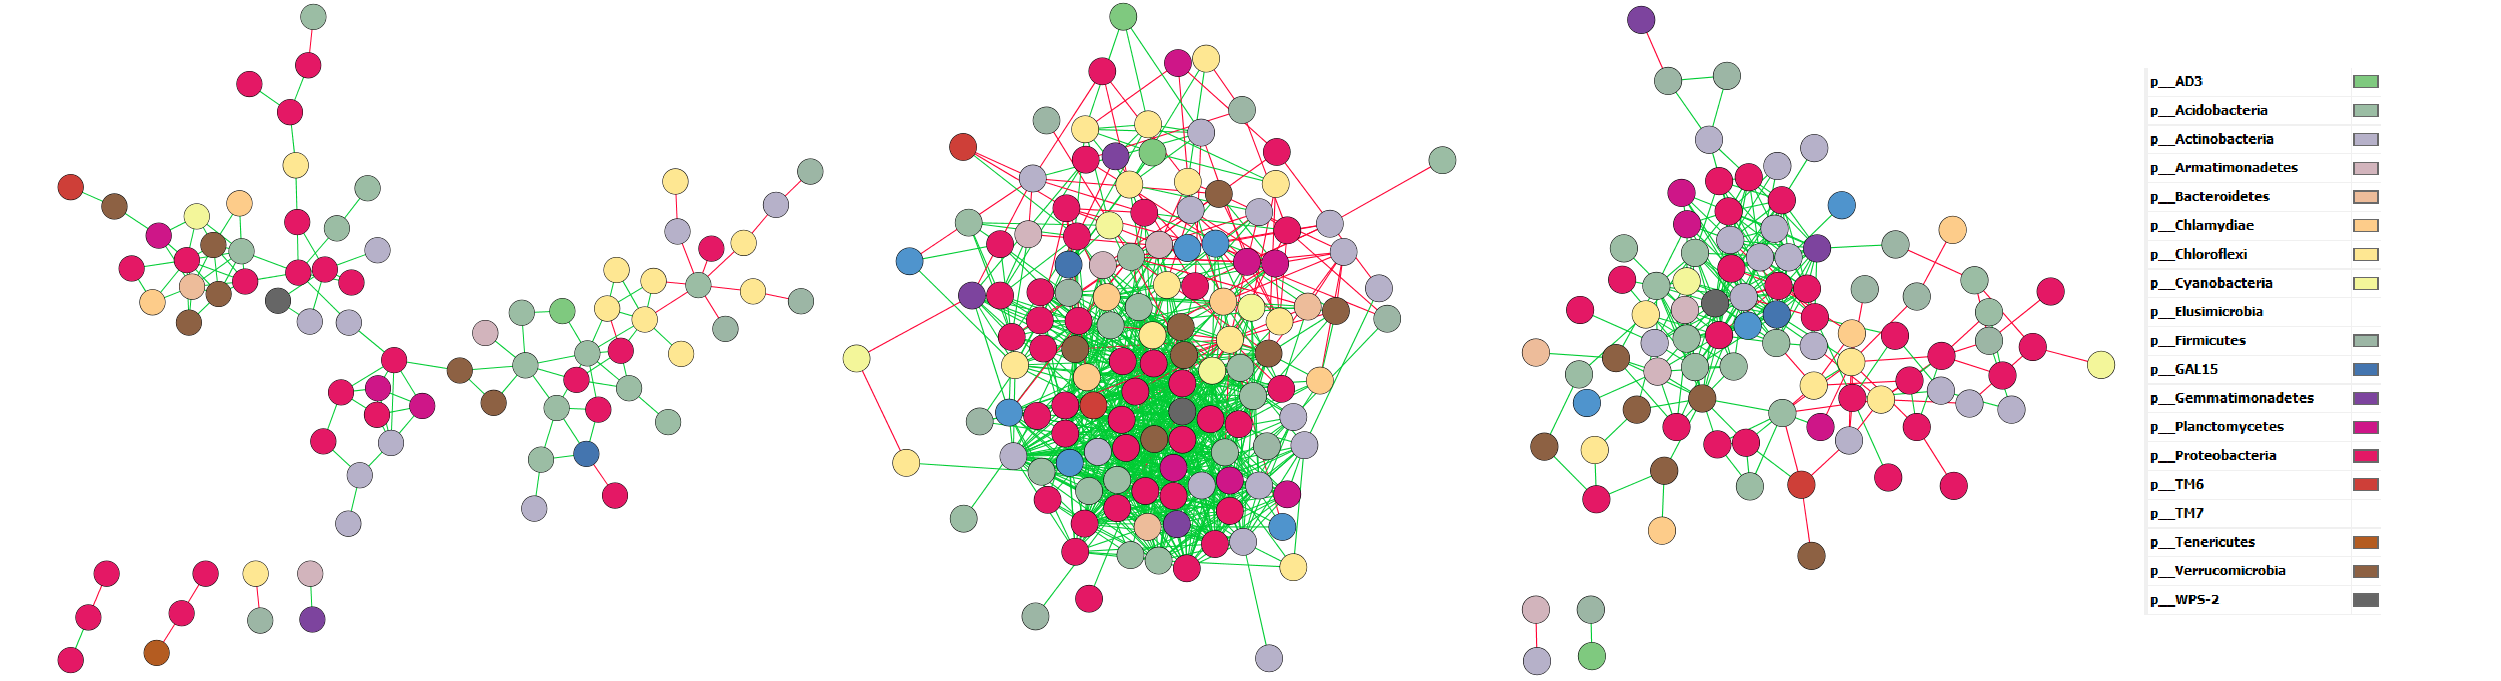 p__AD3
p__Acidobacteria
p__Actinobacteria
p__Armatimonadetes
p__Bacteroidetes
p__Chlamydiae
p__Chloroflexi
p__Cyanobacteria
p__Elusimicrobia
p__Firmicutes
p__GAL15
p__Gemmatimonadetes
p__Planctomycetes
p__Proteobacteria
p__TM6
p__TM7
p__Tenericutes
p__Verrucomicrobia
p__WPS-2